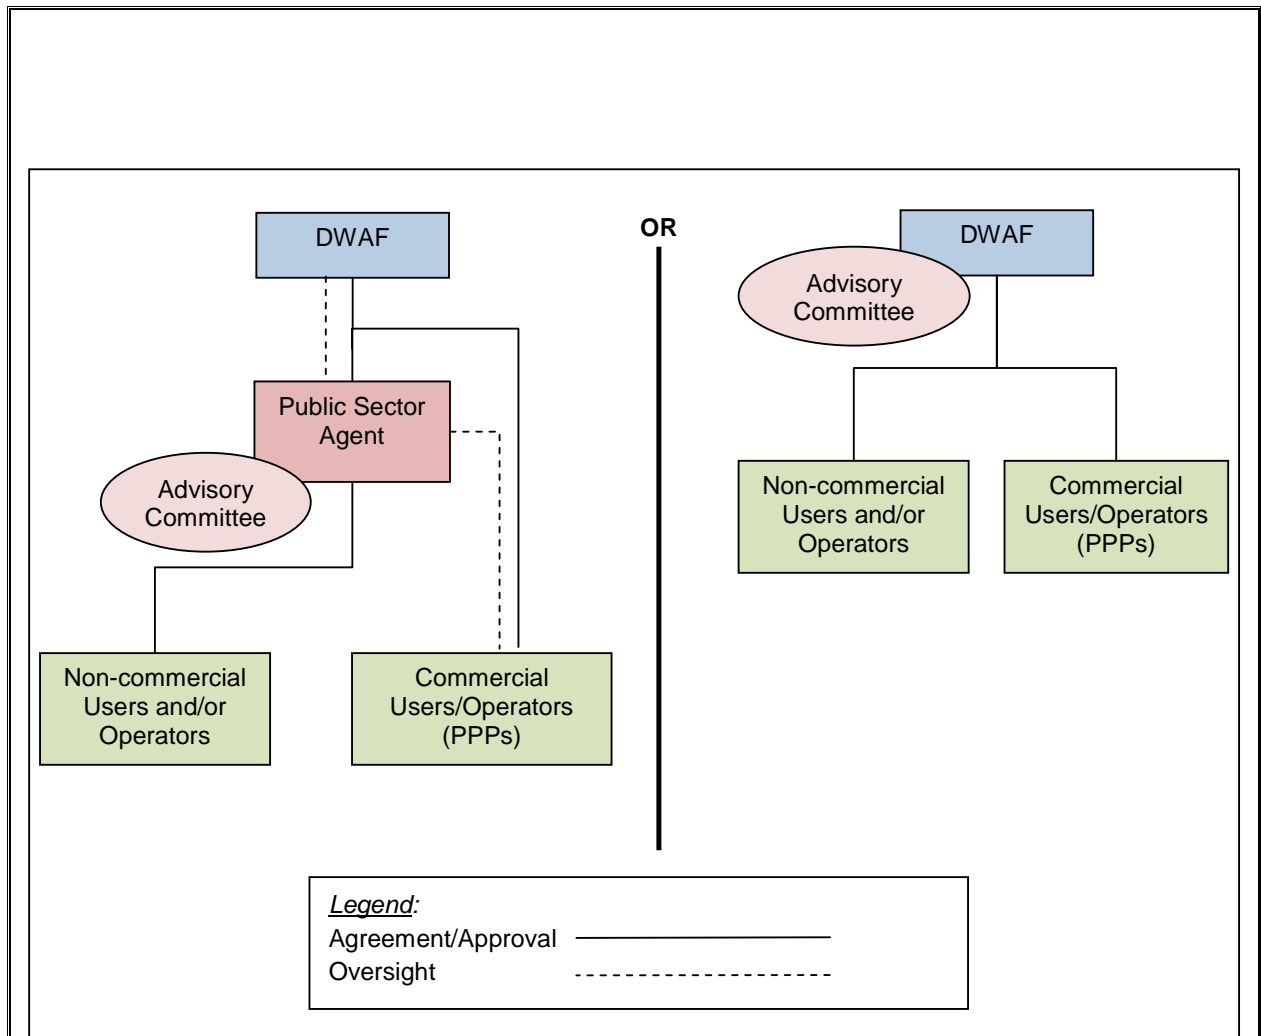 DWAF
Public Sector
Agent
Advisory
Committee
Non-commercial
Users and/or
Operators
Commercial
Users/Operators
(PPPs)
OR
DWAF
Advisory
Committee
Non-commercial
Users and/or
Operators
Commercial
Users/Operators
(PPPs)
Legend:
Agreement/Approval
Oversight